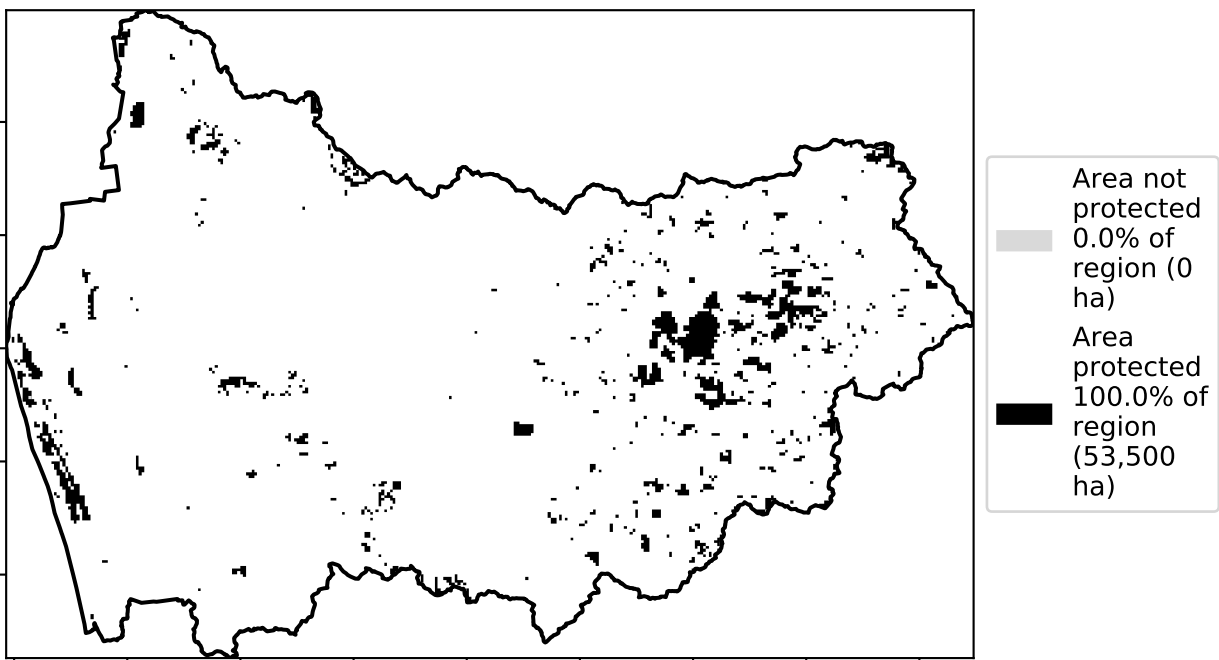 Area not
protected
0.0% of
region (0
ha)
Area
protected
100.0% of
region
(53,500
ha)